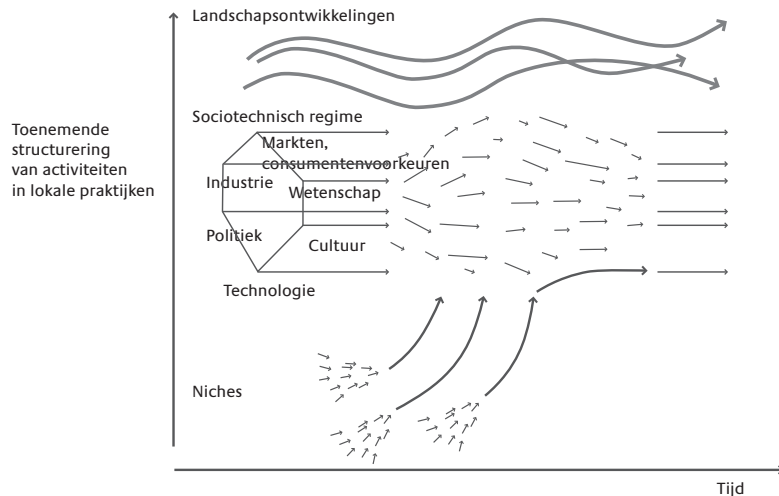 Landschapsontwikkelingen
Toenemende
structurering
van activiteiten
in lokale praktijken
Sociotechnisch regime
Markten,
consumentenvoorkeuren
Industrie
Wetenschap
Politiek
Cultuur
Technologie
Niches
Tijd